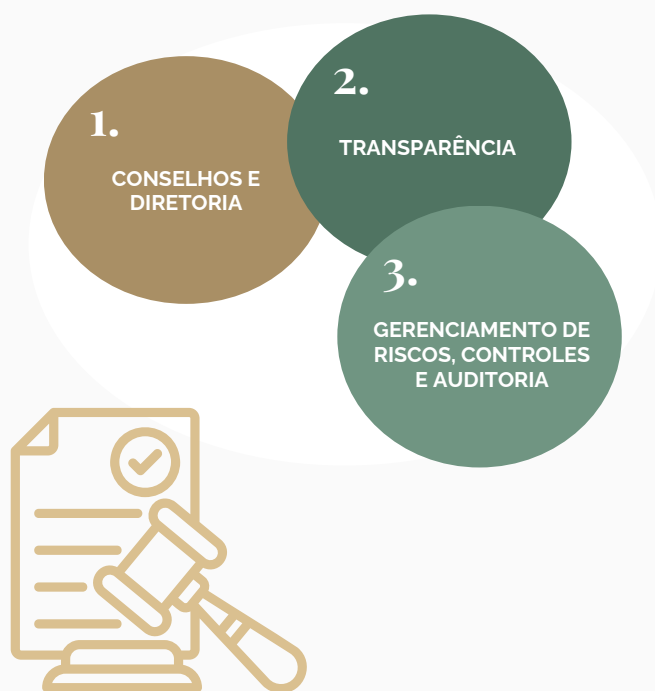 1.
CONSELHOS E
DIRETORIA
2.
TRANSPARÊNCIA
3.
GERENCIAMENTO DE
RISCOS, CONTROLES
E AUDITORIA